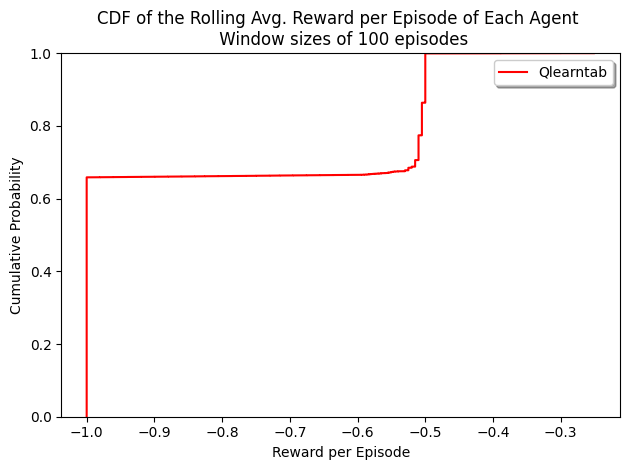 CDF of the Rolling Avg. Reward per Episode of Each Agent
Window sizes of 100 episodes
Qlearntab
Cumulative Probability
1.0
0.8
0.6
0.4
0.2
0.0
−1.0 −0.9 −0.8 −0.7 −0.6 −0.5 −0.4 −0.3
Reward per Episode